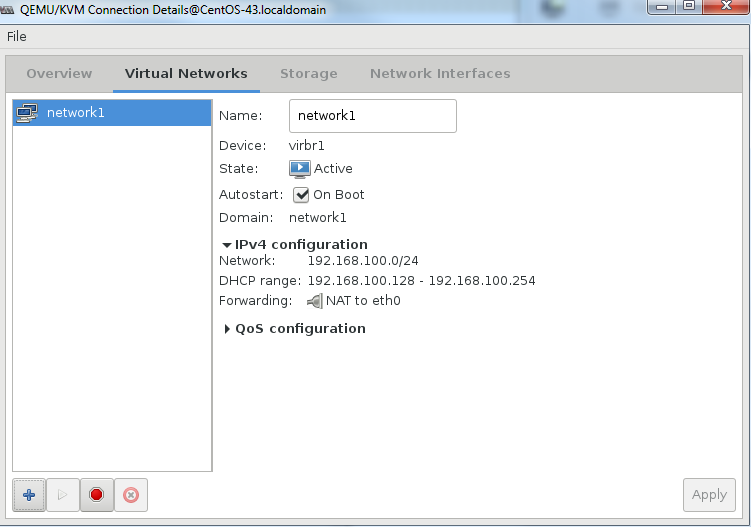 QEMU/KVM Connection Details@CentOS-43.localdomain
File
Overview Virtual Networks Storage Network Interfaces
network1
Name: network1
Device: virbr1
State: Active
Autostart: On Boot
Domain: network1
IPv4 configuration
Network: 192.168.100.0/24
DHCP range: 192.168.100.128 - 192.168.100.254
Forwarding: NAT to eth0
QoS configuration
Apply